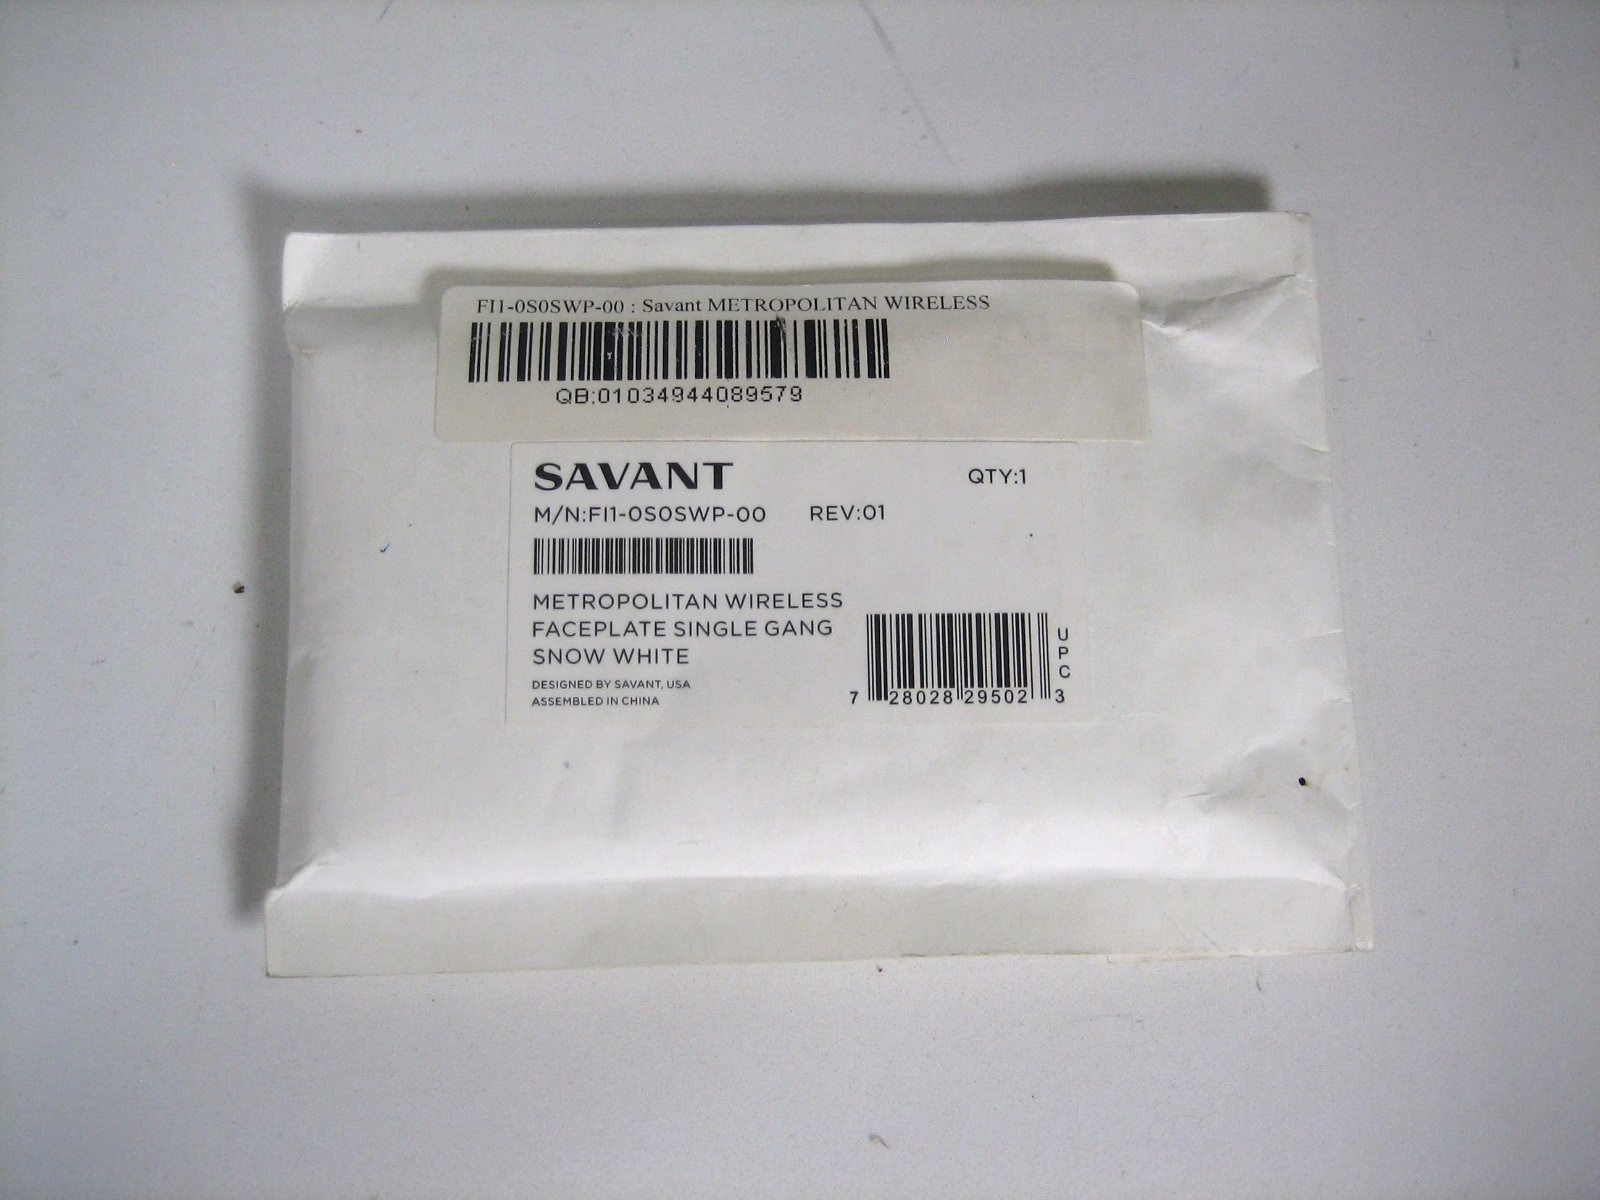 FI1-0S0SWP-00 : Savant METROPOLITAN WIRELESS
QB:01034944089579
SAVANT
QTY:1
M/N:FI1-0S0SWP-00 REV:01
METROPOLITAN WIRELESS
FACEPLATE SINGLE GANG
SNOW WHITE
DESIGNED BY SAVANT, USA
ASSEMBLED IN CHINA
7 28028 29502 3
UPC